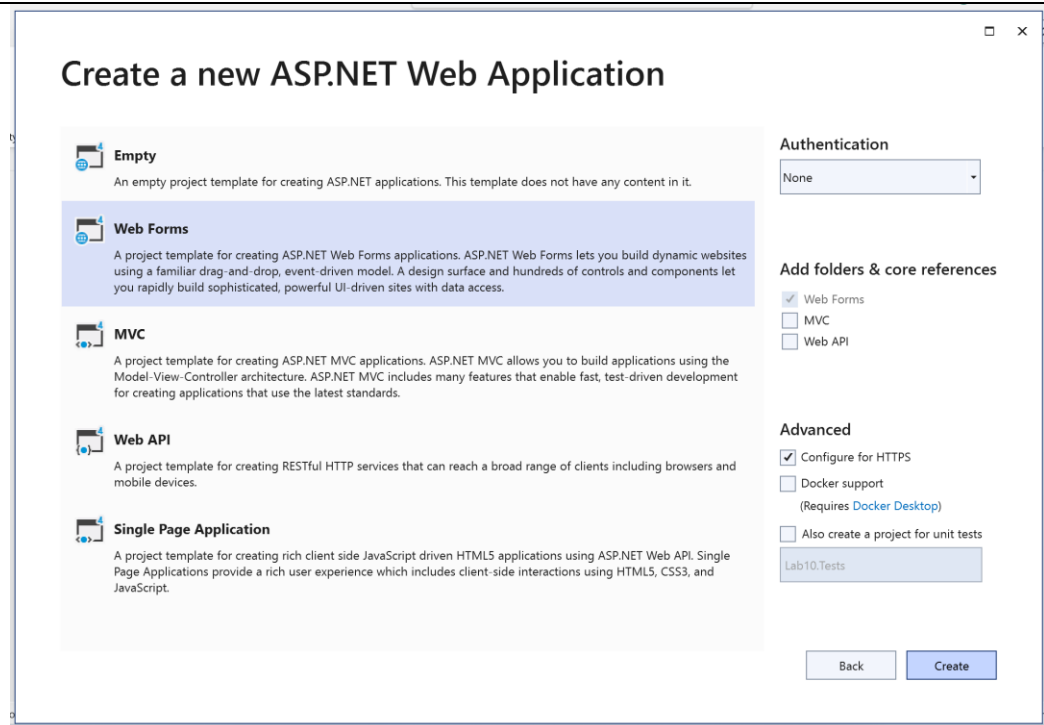 Create a new ASP.NET Web Application
Empty
An empty project template for creating ASP.NET applications. This template does not have any content in it.
Web Forms
A project template for creating ASP.NET Web Forms applications. ASP.NET Web Forms lets you build dynamic websites
using a familiar drag-and-drop, event-driven model. A design surface and hundreds of controls and components let
you rapidly build sophisticated, powerful UI-driven sites with data access.
MVC
A project template for creating ASP.NET MVC applications. ASP.NET MVC allows you to build applications using the
Model-View-Controller architecture. ASP.NET MVC includes many features that enable fast, test-driven development
for creating applications that use the latest standards.
Web API
A project template for creating RESTful HTTP services that can reach a broad range of clients including browsers and
mobile devices.
Single Page Application
A project template for creating rich client side JavaScript driven HTML5 applications using ASP.NET Web API. Single
Page Applications provide a rich user experience which includes client-side interactions using HTML5, CSS3, and
JavaScript.
Authentication
None
Add folders & core references
Web Forms
MVC
Web API
Advanced
Configure for HTTPS
Docker support
(Requires Docker Desktop)
Also create a project for unit tests
Lab10.Tests
Back
Create